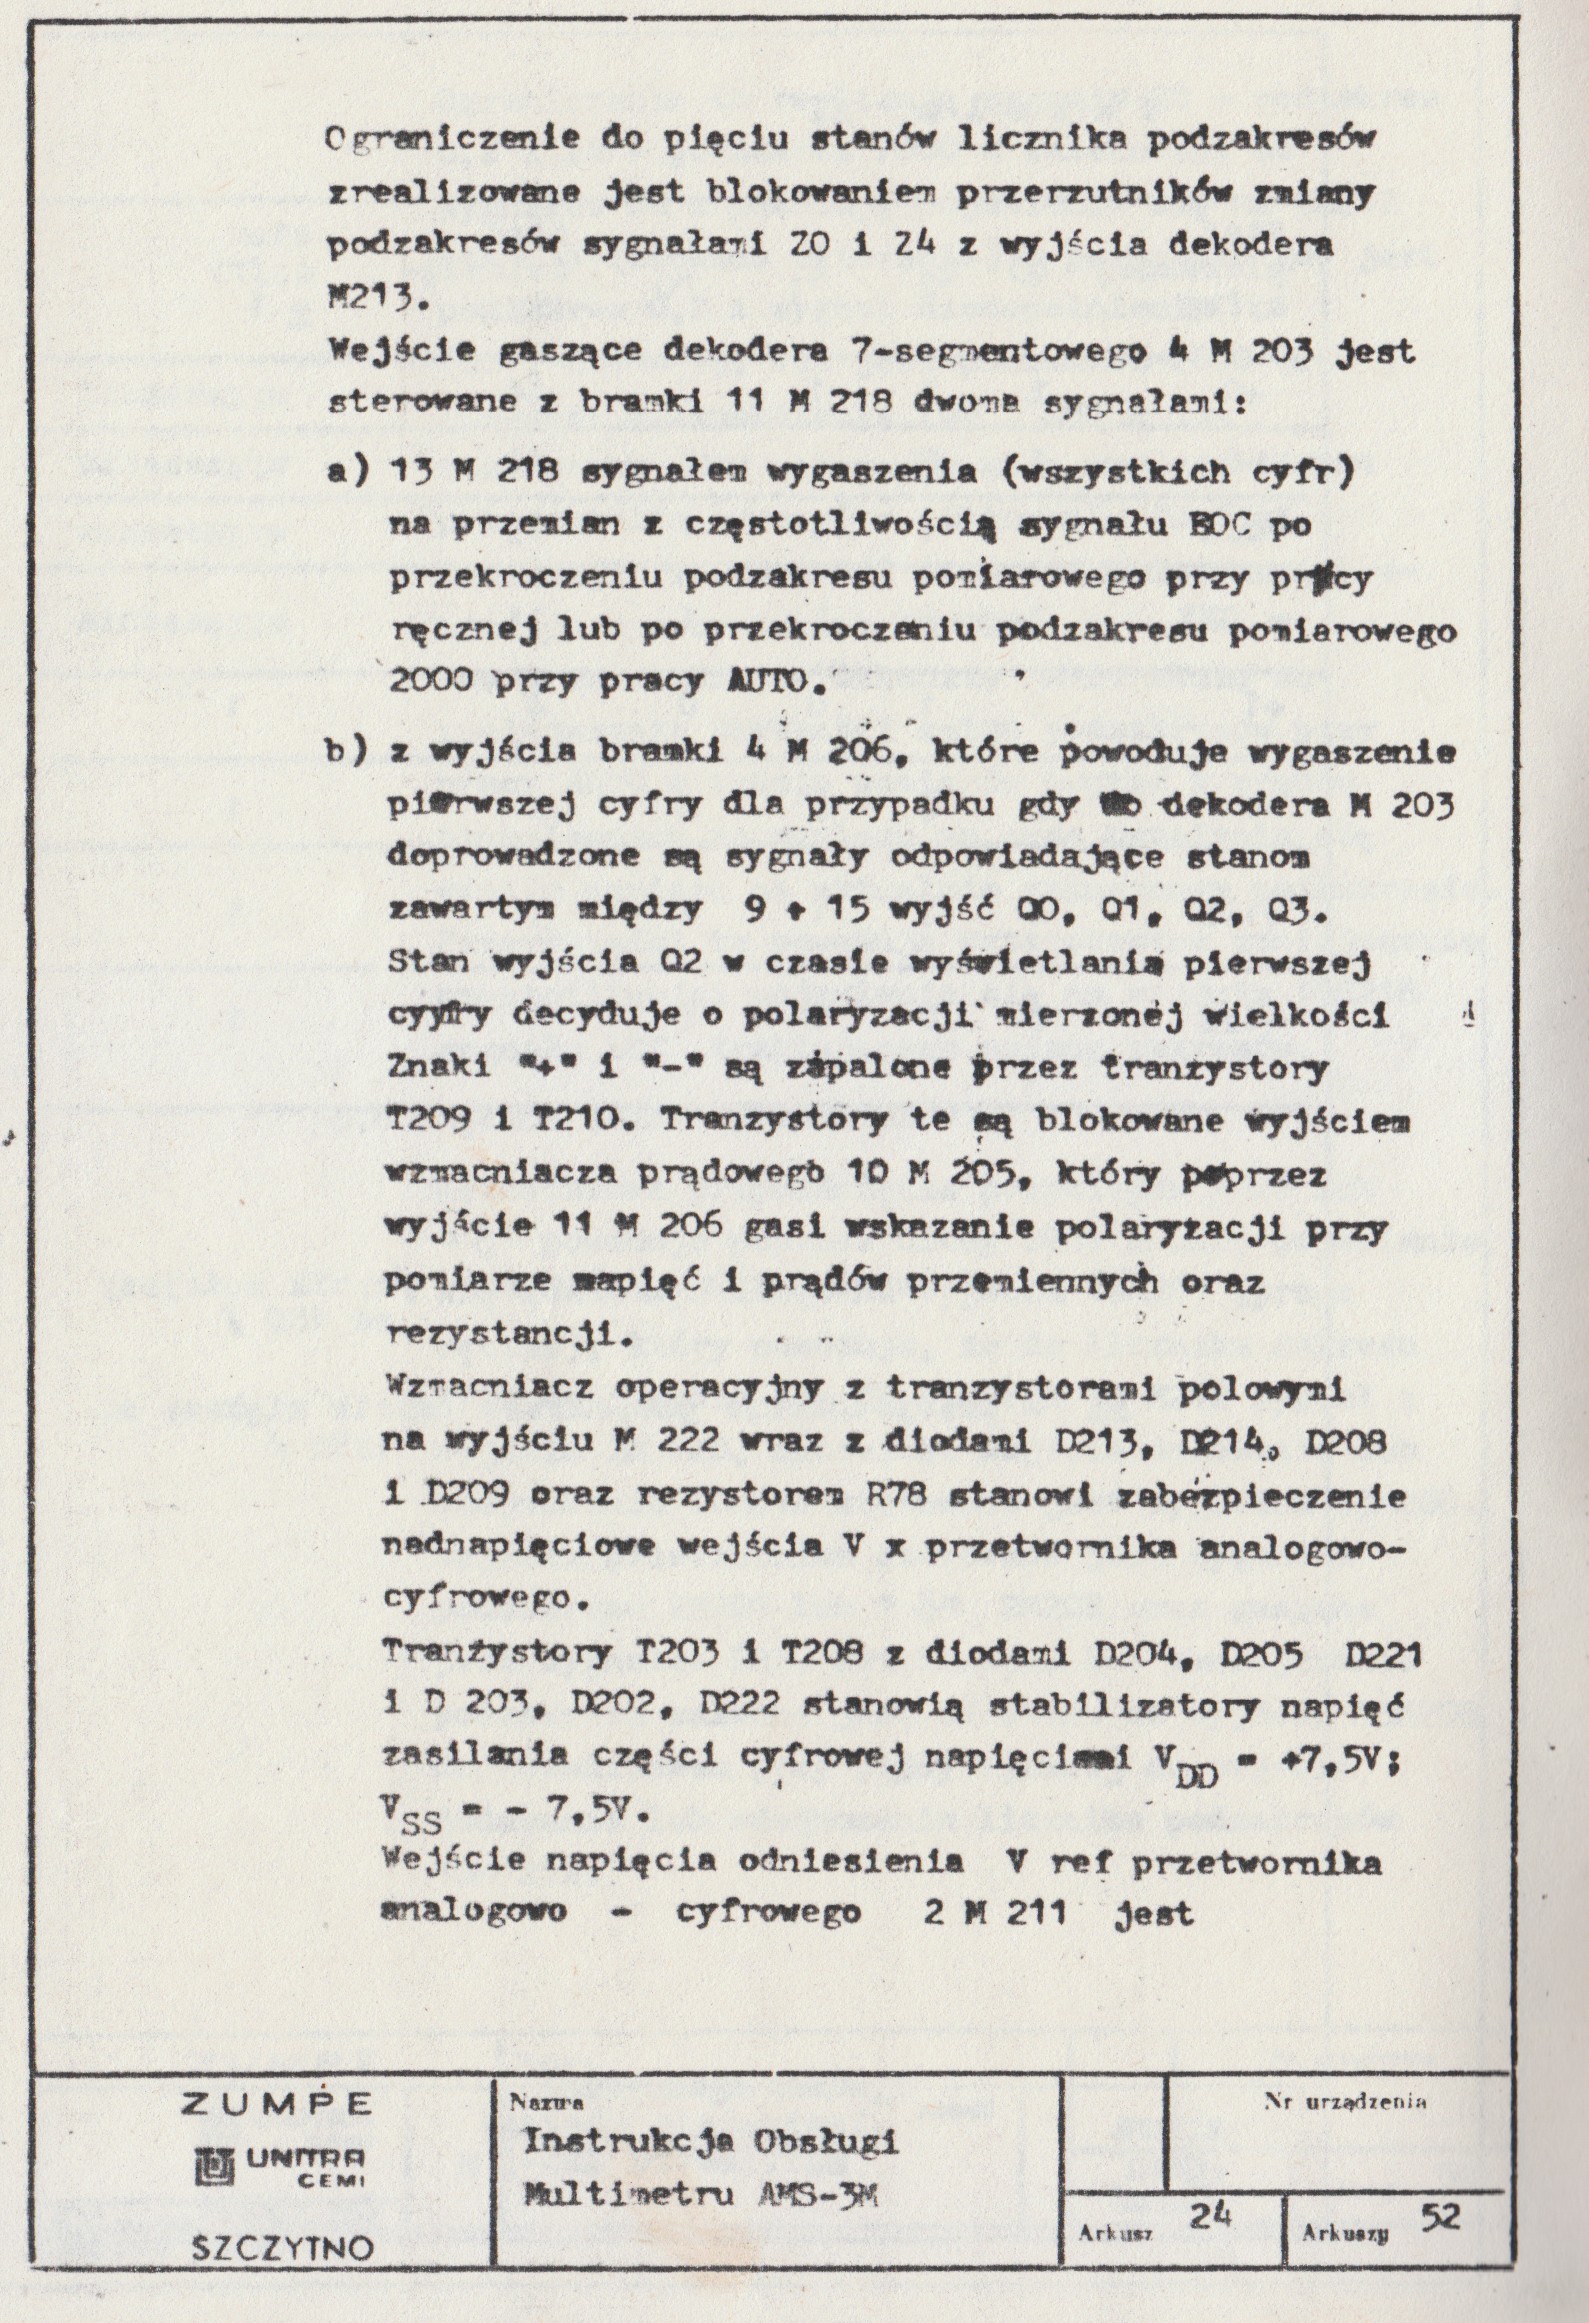 Ograniczenie do pięciu stanów licznika podzakresów
zrealizowane jest blokowaniem przerzutników zmiany
podzakresów sygnałami Z0 i Z4 z wyjścia dekodera
M213.
Wejście gaszące dekodera 7-segmentowego 4 M 203 jest
sterowane z bramki 11 M 218 dwoma sygnałami:
a) 13 M 218 sygnałem wygaszenia (wszystkich cyfr)
na przemian z częstotliwością sygnału EOC po
przekroczeniu podzakresu pomiarowego przy pracy
ręcznej lub po przekroczeniu podzakresu pomiarowego
2000 przy pracy AUTO.
b) z wyjścia bramki 4 M 206, które powoduje wygaszenie
pierwszej cyfry dla przypadku gdy do dekodera M 203
doprowadzone są sygnały odpowiadające stanom
zawartym między 9 + 15 wyjść Q0, Q1, Q2, Q3.
Stan wyjścia Q2 w czasie wyświetlania pierwszej
cyyfry decyduje o polaryzacji mierzonej wielkości
Znaki "+" i "-" są zapalone przez tranzystory
T209 i T210. Tranzystory te są blokowane wyjściem
wzmacniacza prądowego 10 M 205, który poprzez
wyjście 11 M 206 gasi wskazanie polaryzacji przy
pomiarze napięć i prądów przemiennych oraz
rezystancji.
Wzmacniacz operacyjny z tranzystorami polowymi
na wyjściu M 222 wraz z diodami D213, D214, D208
i D209 oraz rezystorem R78 stanowi zabezpieczenie
nadnapięciowe wejścia V x przetwornika analogowo-
cyfrowego.
Tranzystory T203 i T208 z diodami D204, D205 D221
i D 203, D202, D222 stanowią stabilizatory napięć
zasilania części cyfrowej napięciami VDD = +7,5V;
VSS = - 7,5V.
Wejście napięcia odniesienia V ref przetwornika
analogowo - cyfrowego 2 M 211 jest
ZUMPE
UNITRA
CEMI
SZCZYTNO
Nazwa
Instrukcja Obsługi
Multimetru AMS-3M
Nr urządzenia
Arkusz 24
Arkuszy 52